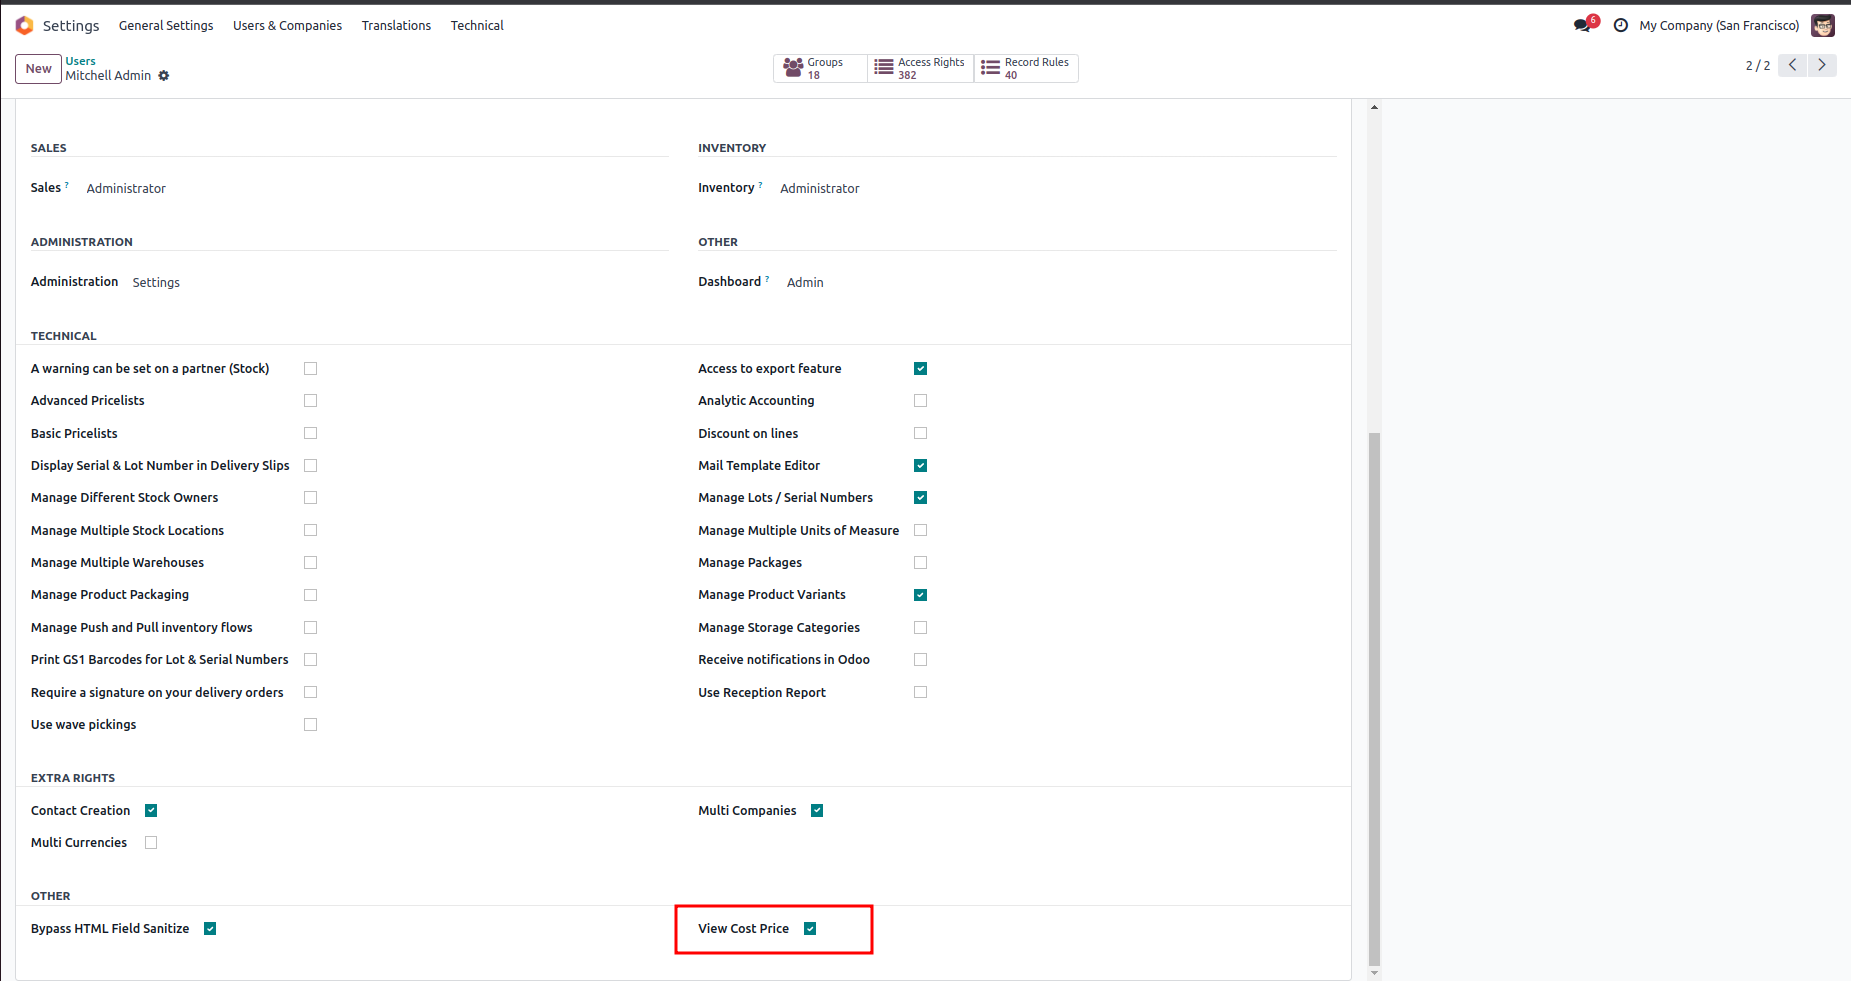 Settings General Settings Users & Companies Translations Technical 6 My Company (San Francisco)
New Users Groups 18 Access Rights 382 Record Rules 40 2 / 2
Mitchell Admin
SALES INVENTORY
Sales ? Administrator Inventory ? Administrator
ADMINISTRATION OTHER
Administration Settings Dashboard ? Admin
TECHNICAL
A warning can be set on a partner (Stock) Access to export feature
Advanced Pricelists Analytic Accounting
Basic Pricelists Discount on lines
Display Serial & Lot Number in Delivery Slips Mail Template Editor
Manage Different Stock Owners Manage Lots / Serial Numbers
Manage Multiple Stock Locations Manage Multiple Units of Measure
Manage Multiple Warehouses Manage Packages
Manage Product Packaging Manage Product Variants
Manage Push and Pull inventory flows Manage Storage Categories
Print GS1 Barcodes for Lot & Serial Numbers Receive notifications in Odoo
Require a signature on your delivery orders Use Reception Report
Use wave pickings
EXTRA RIGHTS
Contact Creation Multi Companies
Multi Currencies
OTHER
Bypass HTML Field Sanitize View Cost Price